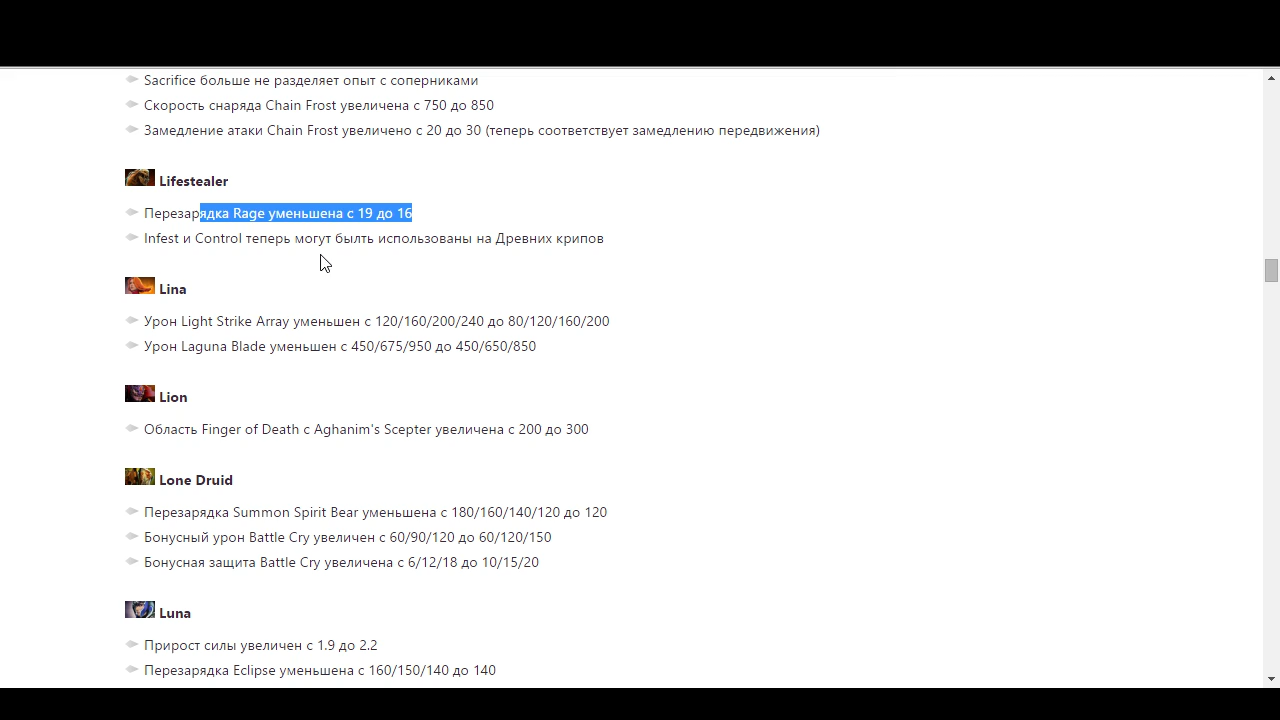 Sacrifice больше не разделяет опыт с соперниками
Скорость снаряда Chain Frost увеличена с 750 до 850
Замедление атаки Chain Frost увеличено с 20 до 30 (теперь соответствует замедлению передвижения)
Lifestealer
Перезарядка Rage уменьшена с 19 до 16
Infest и Control теперь могут былть использованы на Древних крипов
Lina
Урон Light Strike Array уменьшен с 120/160/200/240 до 80/120/160/200
Урон Laguna Blade уменьшен с 450/675/950 до 450/650/850
Lion
Область Finger of Death с Aghanim's Scepter увеличена с 200 до 300
Lone Druid
Перезарядка Summon Spirit Bear уменьшена с 180/160/140/120 до 120
Бонусный урон Battle Cry увеличен с 60/90/120 до 60/120/150
Бонусная защита Battle Cry увеличена с 6/12/18 до 10/15/20
Luna
Прирост силы увеличен с 1.9 до 2.2
Перезарядка Eclipse уменьшена с 160/150/140 до 140